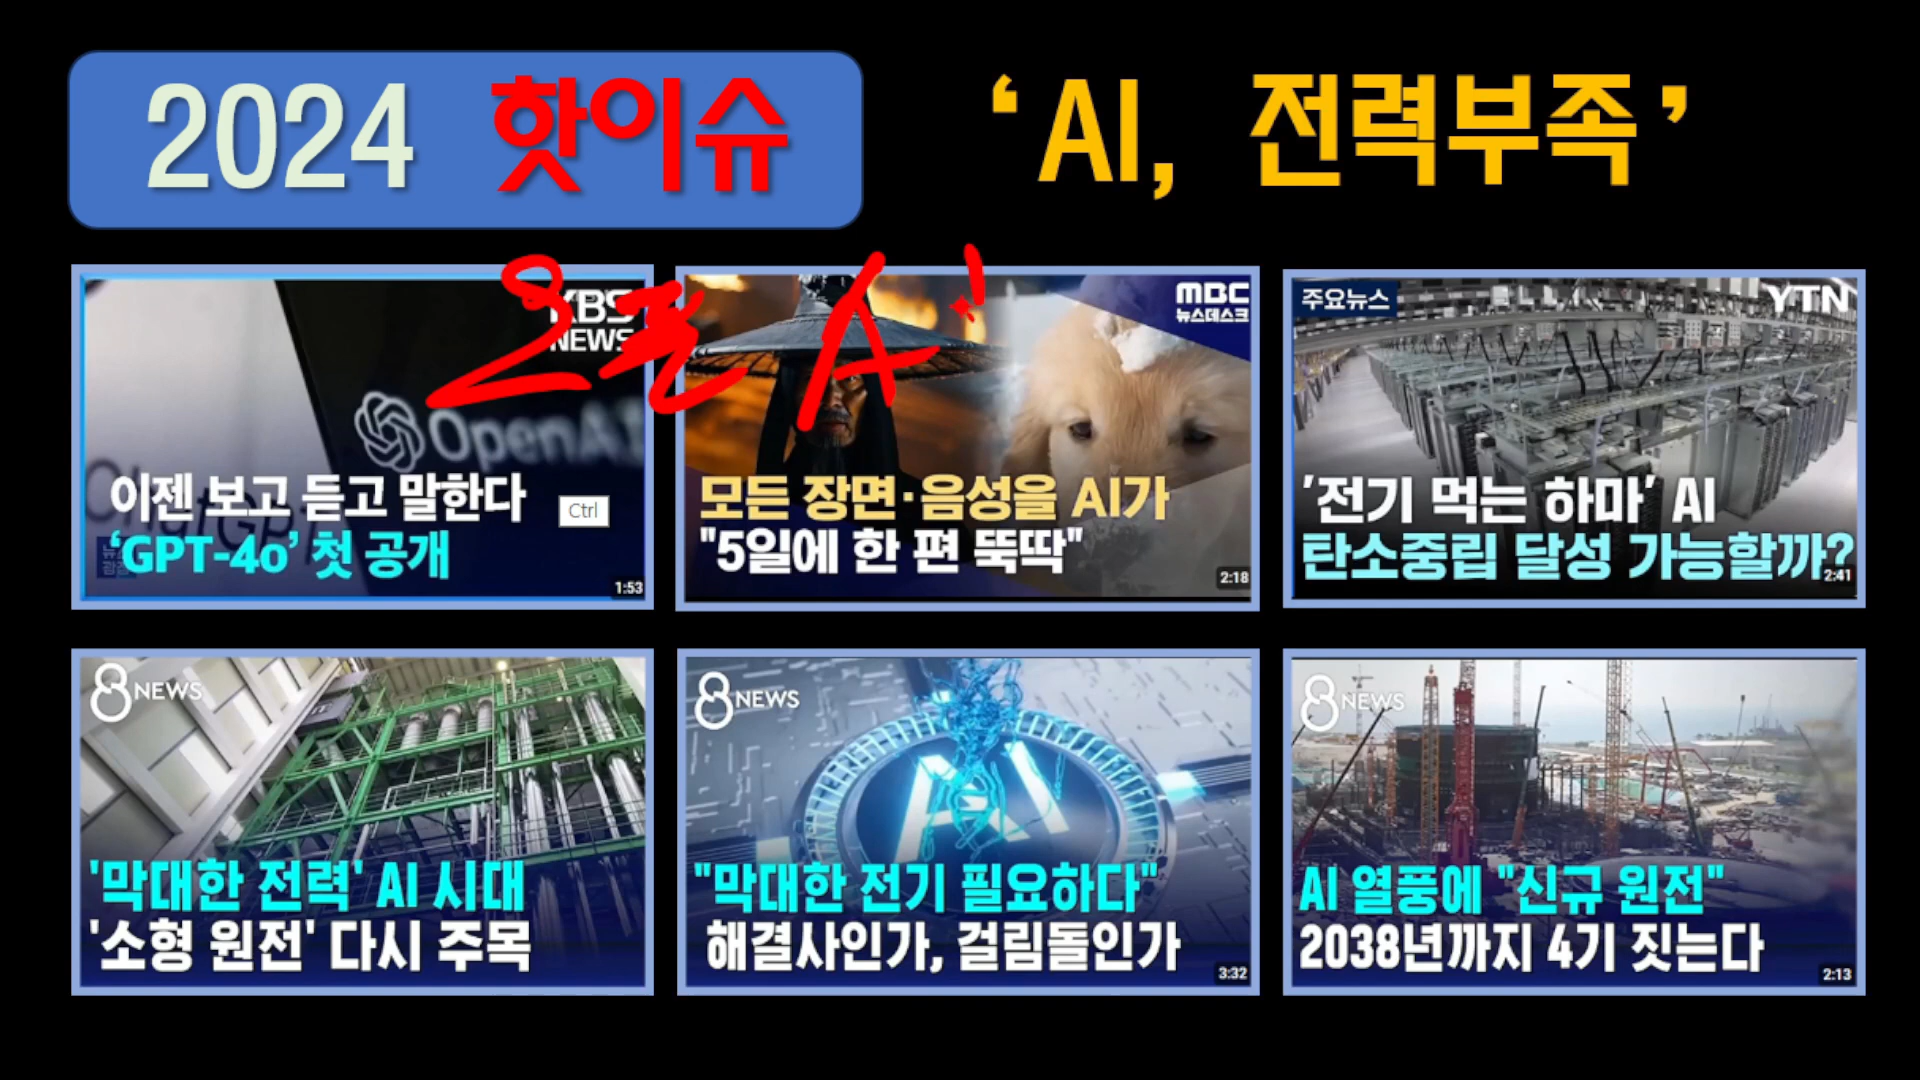 2024 핫이슈
‘AI, 전력부족’
오픈 AI
KBS
NEWS
OpenAI
ChatGPT
이젠 보고 듣고 말한다
Ctrl
‘GPT-4o’ 첫 공개
1:53
MBC
뉴스데스크
모든 장면·음성을 AI가
"5일에 한 편 뚝딱"
2:18
주요뉴스
YTN
'전기 먹는 하마' AI
탄소중립 달성 가능할까?
2:41
8 NEWS
'막대한 전력' AI 시대
'소형 원전' 다시 주목
8 NEWS
AI
"막대한 전기 필요하다"
해결사인가, 걸림돌인가
3:32
8 NEWS
AI 열풍에 "신규 원전"
2038년까지 4기 짓는다
2:13